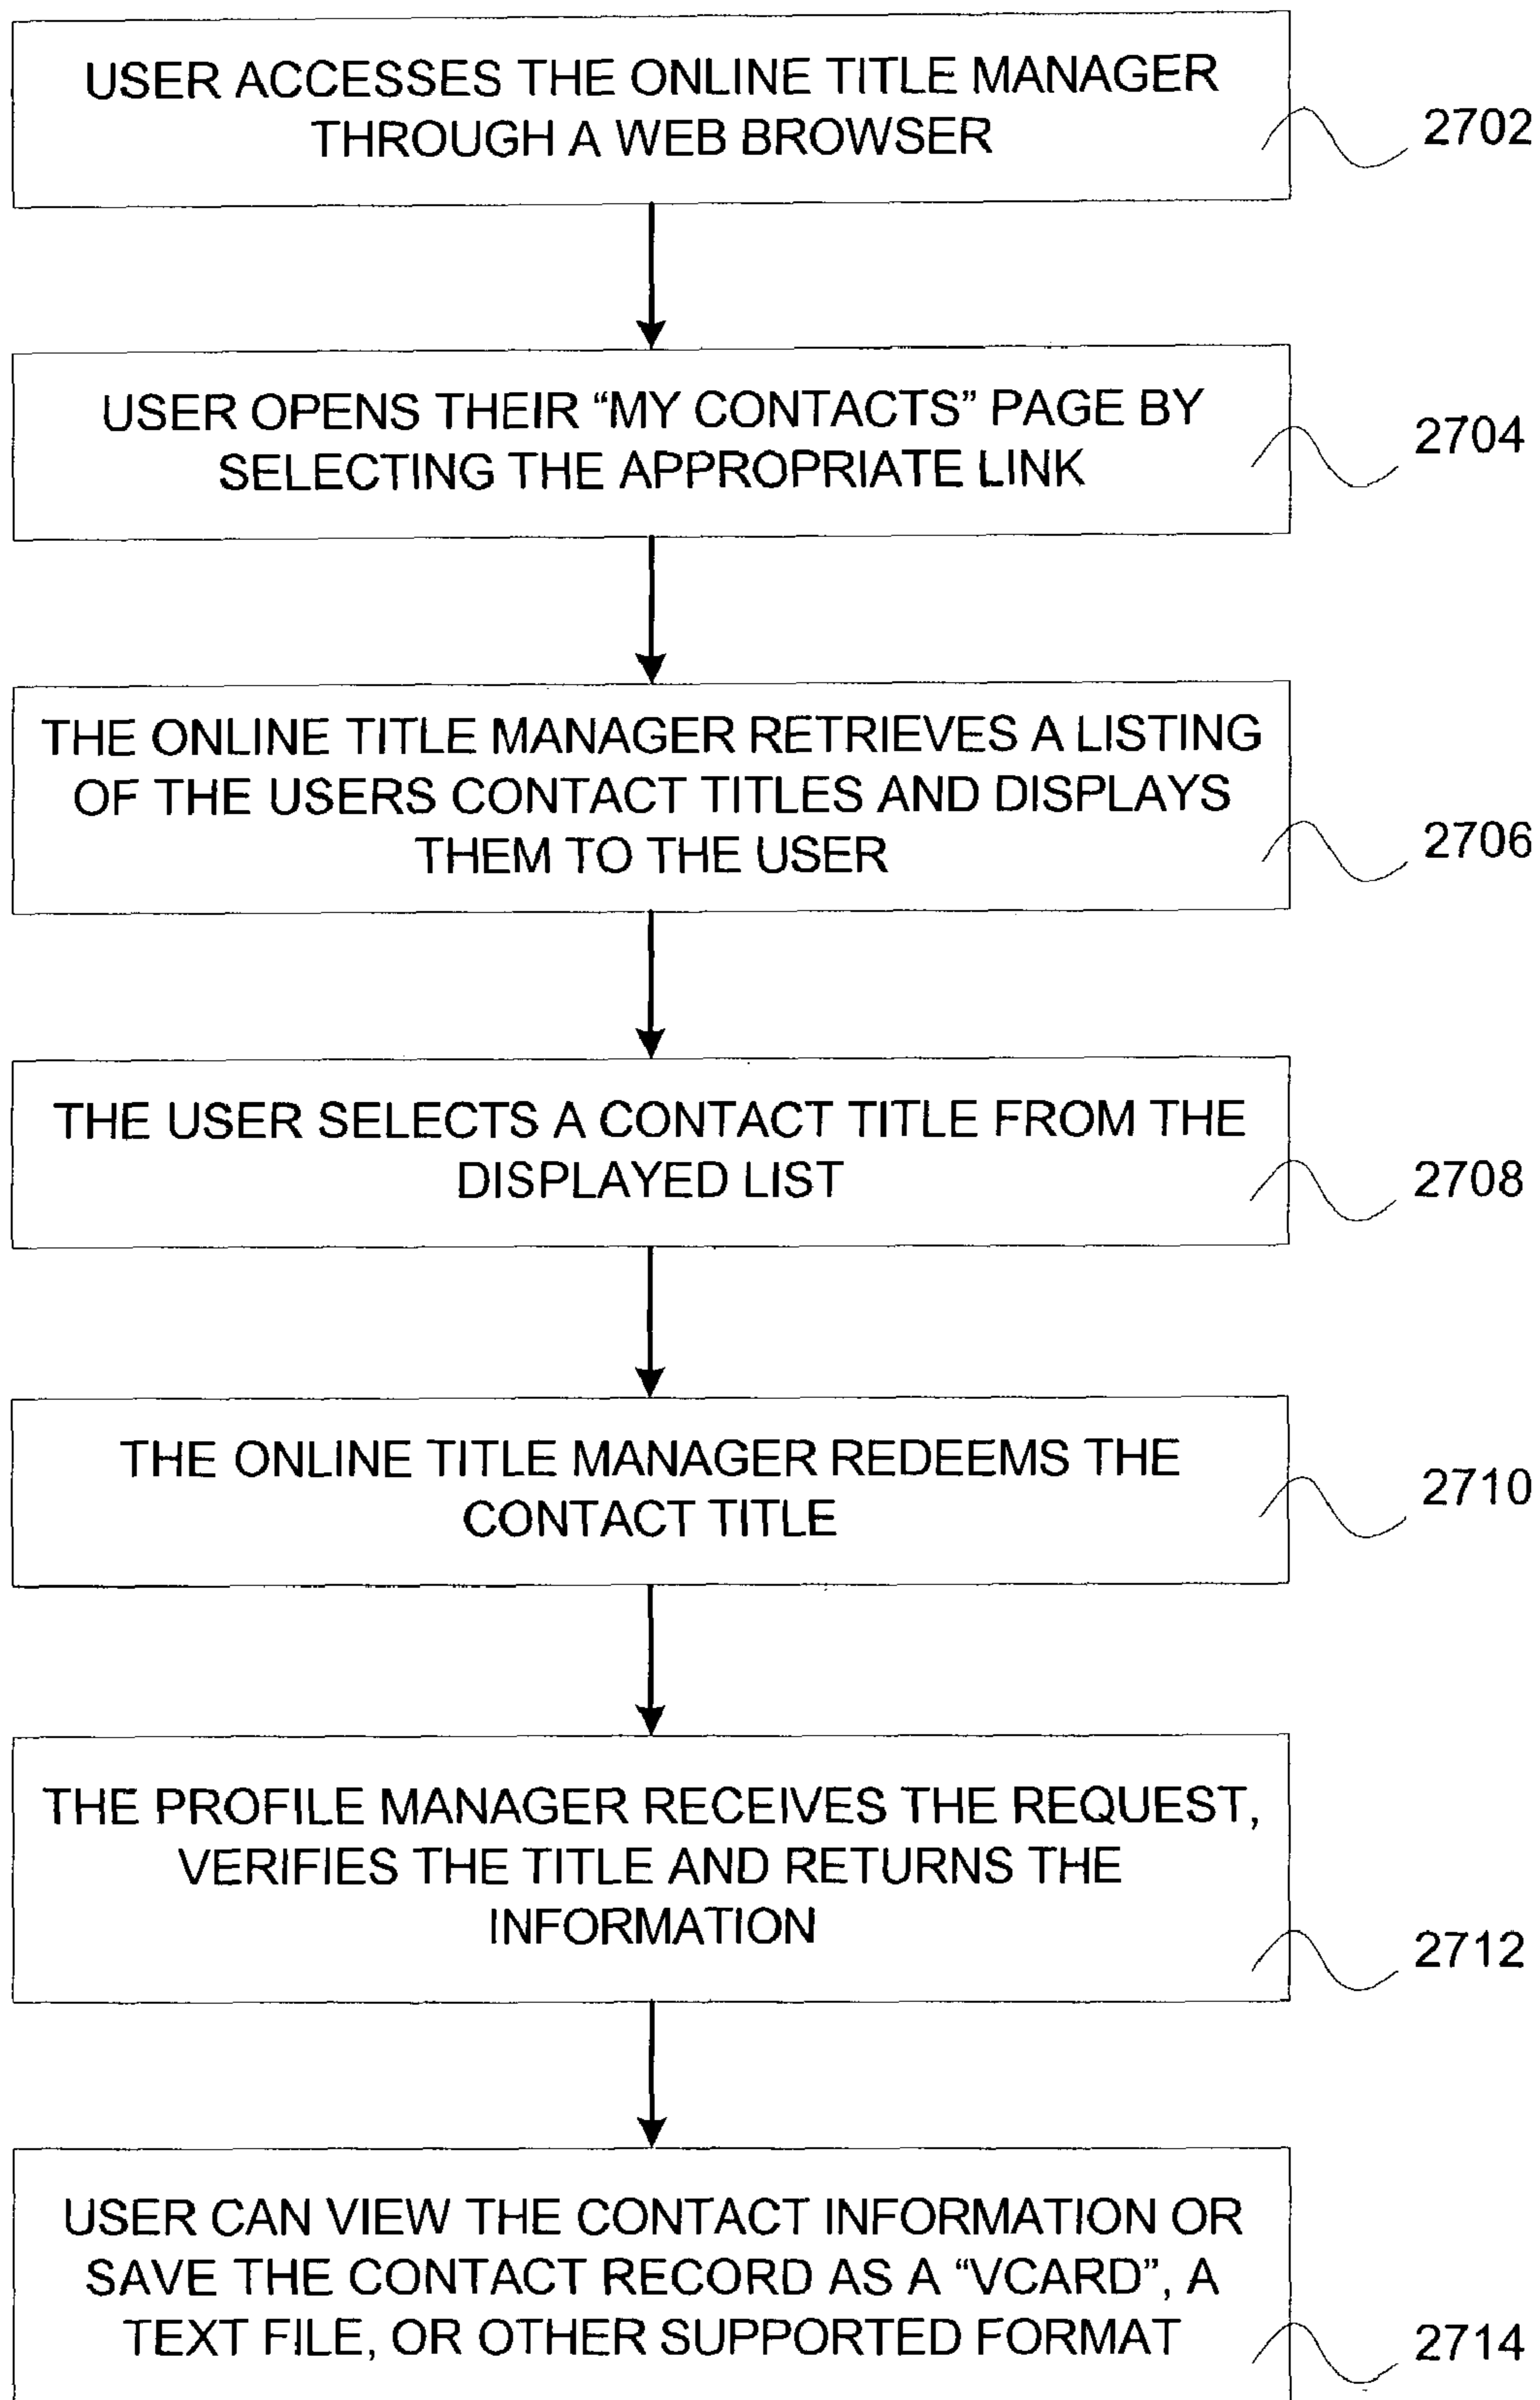 USER ACCESSES THE ONLINE TITLE MANAGER
THROUGH A WEB BROWSER
2702
USER OPENS THEIR “MY CONTACTS” PAGE BY
SELECTING THE APPROPRIATE LINK
2704
THE ONLINE TITLE MANAGER RETRIEVES A LISTING
OF THE USERS CONTACT TITLES AND DISPLAYS
THEM TO THE USER
2706
THE USER SELECTS A CONTACT TITLE FROM THE
DISPLAYED LIST
2708
THE ONLINE TITLE MANAGER REDEEMS THE
CONTACT TITLE
2710
THE PROFILE MANAGER RECEIVES THE REQUEST,
VERIFIES THE TITLE AND RETURNS THE
INFORMATION
2712
USER CAN VIEW THE CONTACT INFORMATION OR
SAVE THE CONTACT RECORD AS A “VCARD”, A
TEXT FILE, OR OTHER SUPPORTED FORMAT
2714